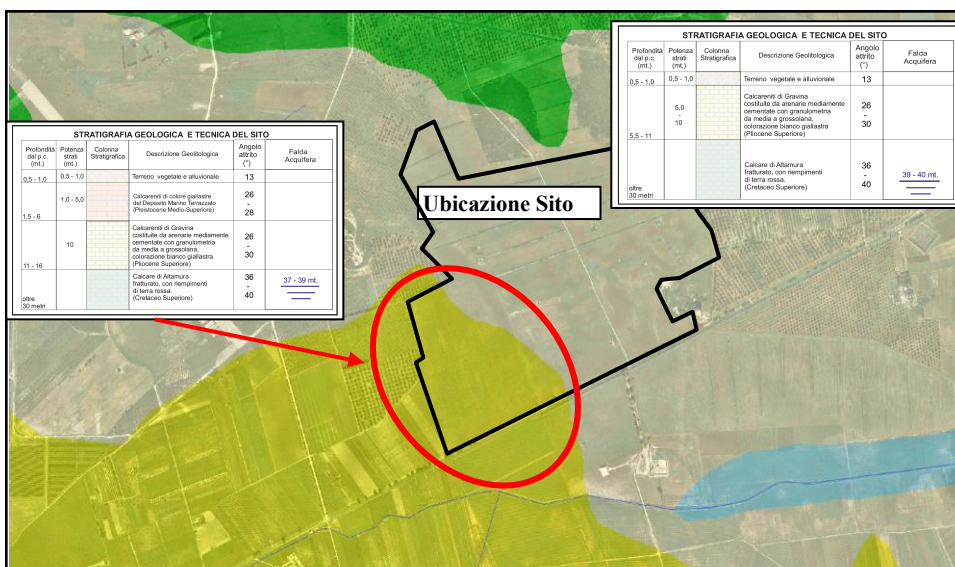 STRATIGRAFIA GEOLOGICA E TECNICA DEL SITO
Profondità dal p.c. (mt.)
Potenza strati (mt.)
Colonna Stratigrafica
Descrizione Geolitologica
Angolo attrito (°)
Falda Acquifera
0,5 - 1,0
0,5 - 1,0
Terreno vegetale e alluvionale
13
5,5 - 11
5,0 - 10
Calcareniti di Gravina
costituite da arenarie mediamente
cementate con granulometria
da media a grossolana,
colorazione bianco giallastra
(Pliocene Superiore)
26 - 30
oltre 30 metri
Calcare di Altamura
fratturato, con riempimenti
di terra rossa.
(Cretaceo Superiore)
36 - 40
39 - 40 mt.
STRATIGRAFIA GEOLOGICA E TECNICA DEL SITO
Profondità dal p.c. (mt.)
Potenza strati (mt.)
Colonna Stratigrafica
Descrizione Geolitologica
Angolo attrito (°)
Falda Acquifera
0,5 - 1,0
0,5 - 1,0
Terreno vegetale e alluvionale
13
1,5 - 6
1,0 - 5,0
Calcareniti di colore giallastre
del Deposito Marino Terrazzato
(Pleistocene Medio-Superiore)
26 - 28
11 - 16
10
Calcareniti di Gravina
costituite da arenarie mediamente
cementate con granulometria
da media a grossolana,
colorazione bianco giallastra
(Pliocene Superiore)
26 - 30
oltre 30 metri
Calcare di Altamura
fratturato, con riempimenti
di terra rossa.
(Cretaceo Superiore)
36 - 40
37 - 39 mt.
Ubicazione Sito